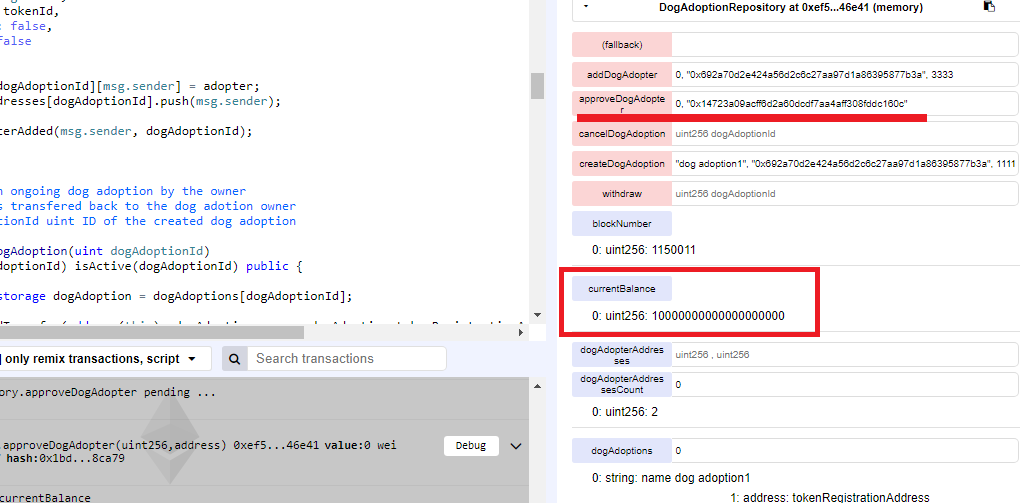 tokenId,
: false,
false
dogAdoptionId][msg.sender] = adopter;
dresses[dogAdoptionId].push(msg.sender);
terAdded(msg.sender, dogAdoptionId);
n ongoing dog adoption by the owner
s transfered back to the dog adotion owner
tionId uint ID of the created dog adoption
ogAdoption(uint dogAdoptionId)
doptionId) isActive(dogAdoptionId) public {
storage dogAdoption = dogAdoptions[dogAdoptionId];
] only remix transactions, script
Search transactions
ory.approveDogAdopter pending ...
.approveDogAdopter(uint256,address) 0xef5...46e41 value:0 wei
hash:0x1bd...8ca79
Debug
currentBalance
DogAdoptionRepository at 0xef5...46e41 (memory)
(fallback)
addDogAdopter 0, "0x692a70d2e424a56d2c6c27aa97d1a86395877b3a", 3333
approveDogAdopte
r
0, "0x14723a09acff6d2a60dcdf7aa4aff308fddc160c"
cancelDogAdoption uint256 dogAdoptionId
createDogAdoption "dog adoption1", "0x692a70d2e424a56d2c6c27aa97d1a86395877b3a", 1111
withdraw uint256 dogAdoptionId
blockNumber
0: uint256: 1150011
currentBalance
0: uint256: 10000000000000000000
dogAdopterAddres
ses
uint256 , uint256
dogAdopterAddres
sesCount
0
0: uint256: 2
dogAdoptions 0
0: string: name dog adoption1
1: address: tokenRegistrationAddress